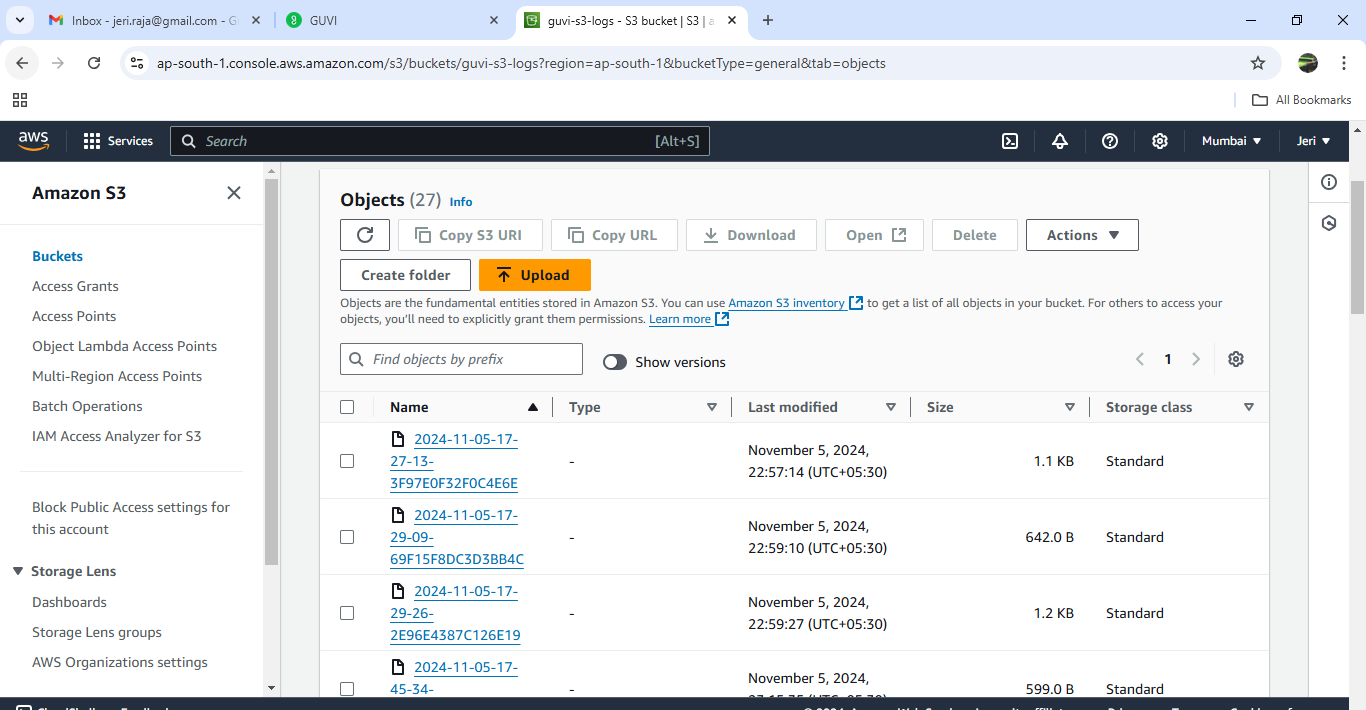 Inbox - jeri.raja@gmail.com - G
GUVI
guvi-s3-logs - S3 bucket | S3 | a
ap-south-1.console.aws.amazon.com/s3/buckets/guvi-s3-logs?region=ap-south-1&bucketType=general&tab=objects
All Bookmarks
aws
Services
Search
[Alt+S]
Mumbai
Jeri
Amazon S3
Buckets
Access Grants
Access Points
Object Lambda Access Points
Multi-Region Access Points
Batch Operations
IAM Access Analyzer for S3
Block Public Access settings for
this account
Storage Lens
Dashboards
Storage Lens groups
AWS Organizations settings
Objects (27) Info
Copy S3 URI
Copy URL
Download
Open
Delete
Actions
Create folder
Upload
Objects are the fundamental entities stored in Amazon S3. You can use Amazon S3 inventory to get a list of all objects in your bucket. For others to access your
objects, you'll need to explicitly grant them permissions. Learn more
Find objects by prefix
Show versions
1
Name
Type
Last modified
Size
Storage class
2024-11-05-17-
27-13-
3F97E0F32F0C4E6E
-
November 5, 2024,
22:57:14 (UTC+05:30)
1.1 KB
Standard
2024-11-05-17-
29-09-
69F15F8DC3D3BB4C
-
November 5, 2024,
22:59:10 (UTC+05:30)
642.0 B
Standard
2024-11-05-17-
29-26-
2E96E4387C126E19
-
November 5, 2024,
22:59:27 (UTC+05:30)
1.2 KB
Standard
2024-11-05-17-
45-34-
-
November 5, 2024,
599.0 B
Standard